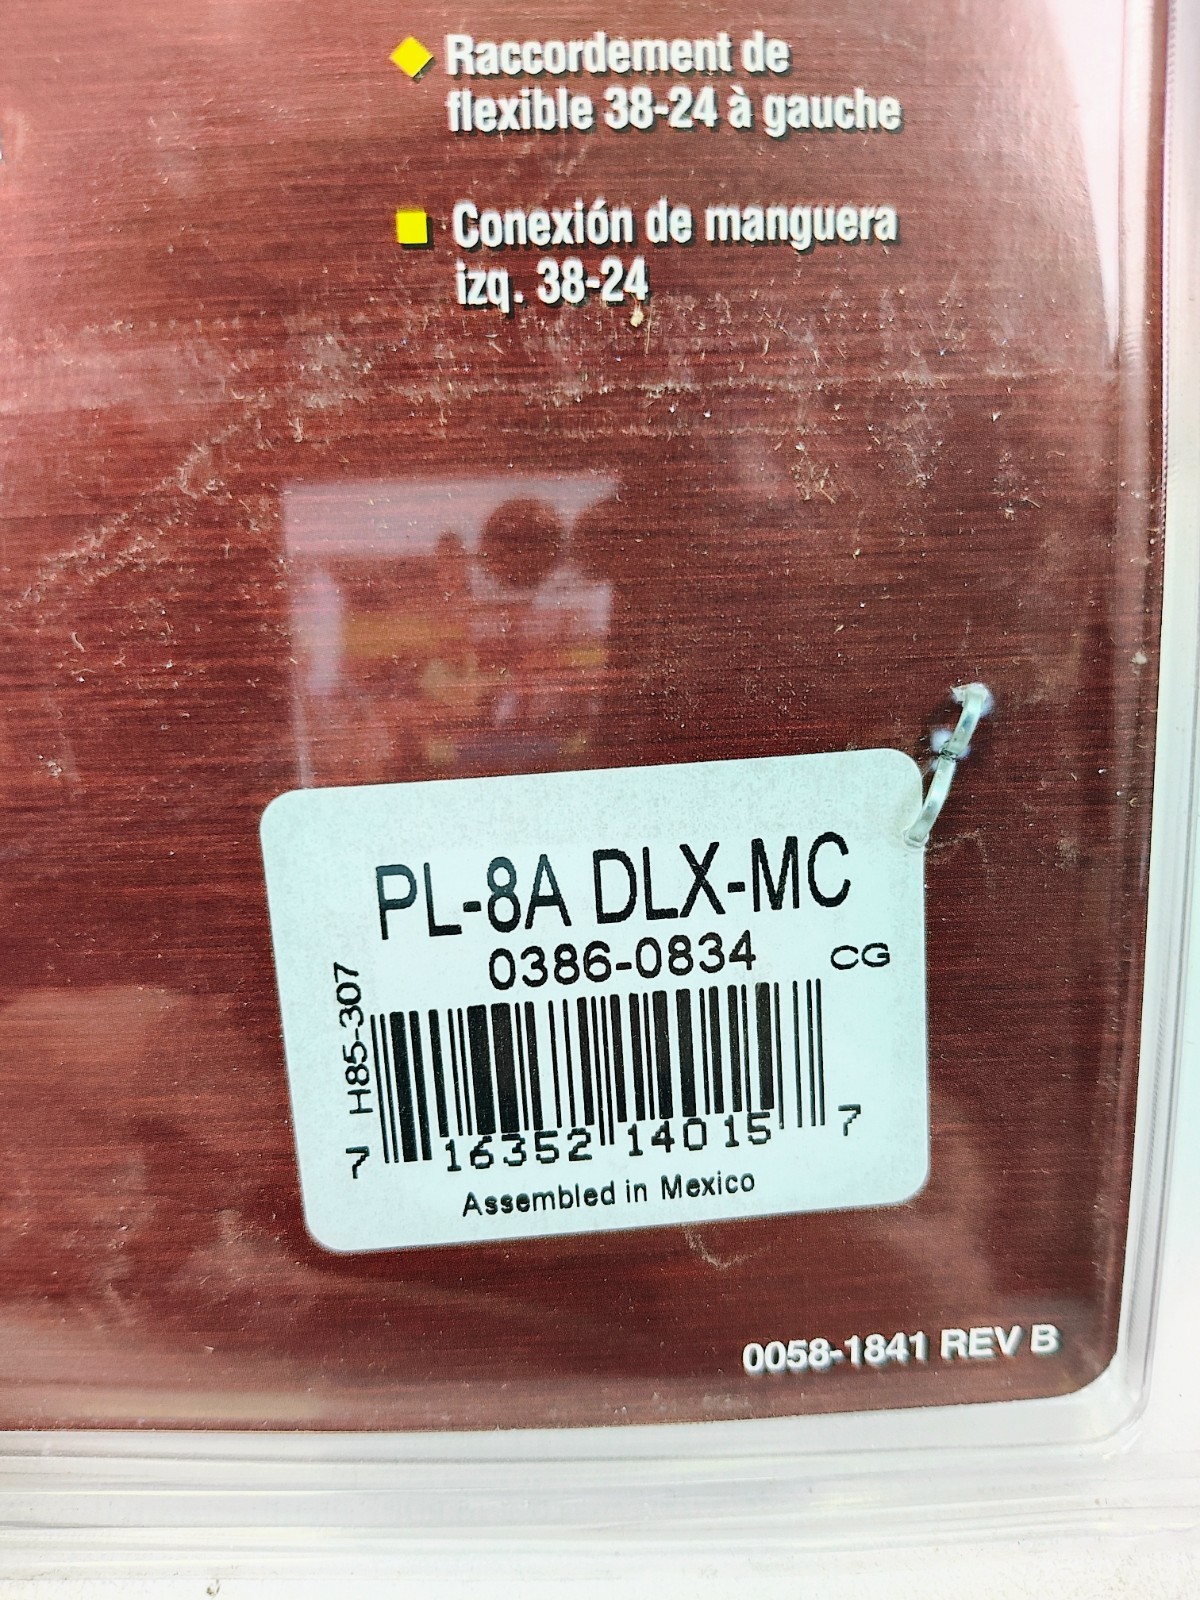 Raccordement de
flexible 38-24 à gauche
Conexión de manguera
izq. 38-24
PL-8A DLX-MC
0386-0834
CG
H85-307
7 16352 14015 7
Assembled in Mexico
0058-1841 REV B